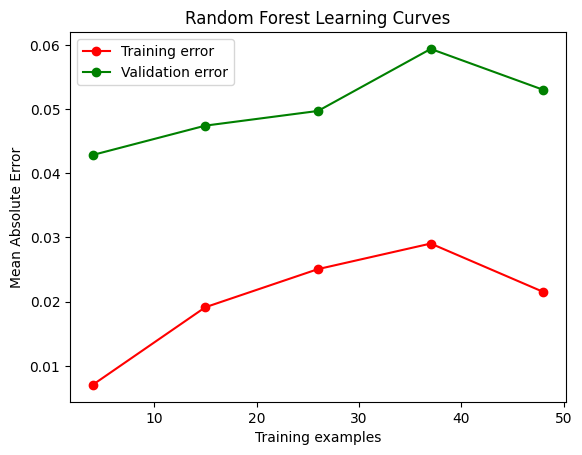 Random Forest Learning Curves
Training error
Validation error
0.06
0.05
0.04
0.03
0.02
0.01
Mean Absolute Error
10
20
30
40
50
Training examples